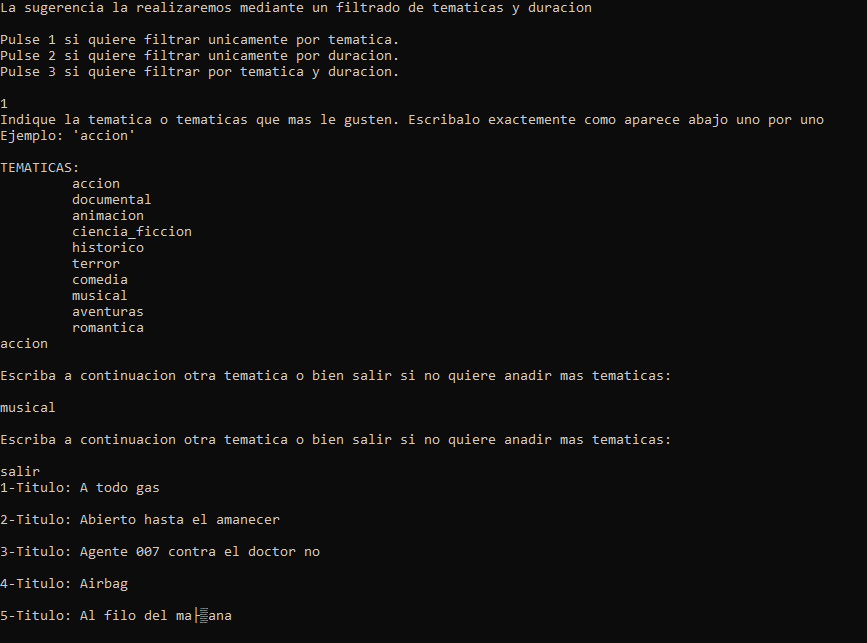 La sugerencia la realizaremos mediante un filtrado de tematicas y duracion
Pulse 1 si quiere filtrar unicamente por tematica.
Pulse 2 si quiere filtrar unicamente por duracion.
Pulse 3 si quiere filtrar por tematica y duracion.
1
Indique la tematica o tematicas que mas le gusten. Escribalo exactamente como aparece abajo uno por uno
Ejemplo: 'accion'
TEMATICAS:
accion
documental
animacion
ciencia_ficcion
historico
terror
comedia
musical
aventuras
romantica
accion
Escriba a continuacion otra tematica o bien salir si no quiere anadir mas tematicas:
musical
Escriba a continuacion otra tematica o bien salir si no quiere anadir mas tematicas:
salir
1-Titulo: A todo gas
2-Titulo: Abierto hasta el amanecer
3-Titulo: Agente 007 contra el doctor no
4-Titulo: Airbag
5-Titulo: Al filo del ma├▒ana